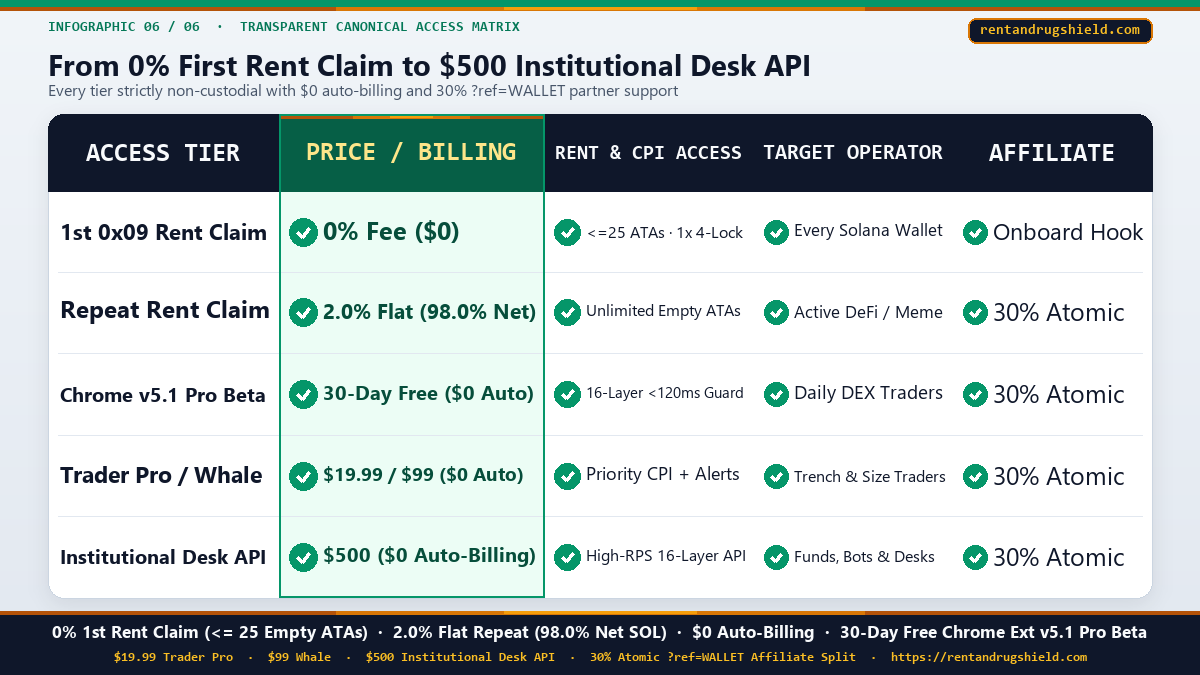 INFOGRAPHIC 06 / 06 · TRANSPARENT CANONICAL ACCESS MATRIX
rentandrugshield.com
From 0% First Rent Claim to $500 Institutional Desk API
Every tier strictly non-custodial with $0 auto-billing and 30% ?ref=WALLET partner support
ACCESS TIER PRICE / BILLING RENT & CPI ACCESS TARGET OPERATOR AFFILIATE
1st 0x09 Rent Claim 0% Fee ($0) <=25 ATAs · 1x 4-Lock Every Solana Wallet Onboard Hook
Repeat Rent Claim 2.0% Flat (98.0% Net) Unlimited Empty ATAs Active DeFi / Meme 30% Atomic
Chrome v5.1 Pro Beta 30-Day Free ($0 Auto) 16-Layer <120ms Guard Daily DEX Traders 30% Atomic
Trader Pro / Whale $19.99 / $99 ($0 Auto) Priority CPI + Alerts Trench & Size Traders 30% Atomic
Institutional Desk API $500 ($0 Auto-Billing) High-RPS 16-Layer API Funds, Bots & Desks 30% Atomic
0% 1st Rent Claim (<= 25 Empty ATAs) · 2.0% Flat Repeat (98.0% Net SOL) · $0 Auto-Billing · 30-Day Free Chrome Ext v5.1 Pro Beta
$19.99 Trader Pro · $99 Whale · $500 Institutional Desk API · 30% Atomic ?ref=WALLET Affiliate Split · https://rentandrugshield.com